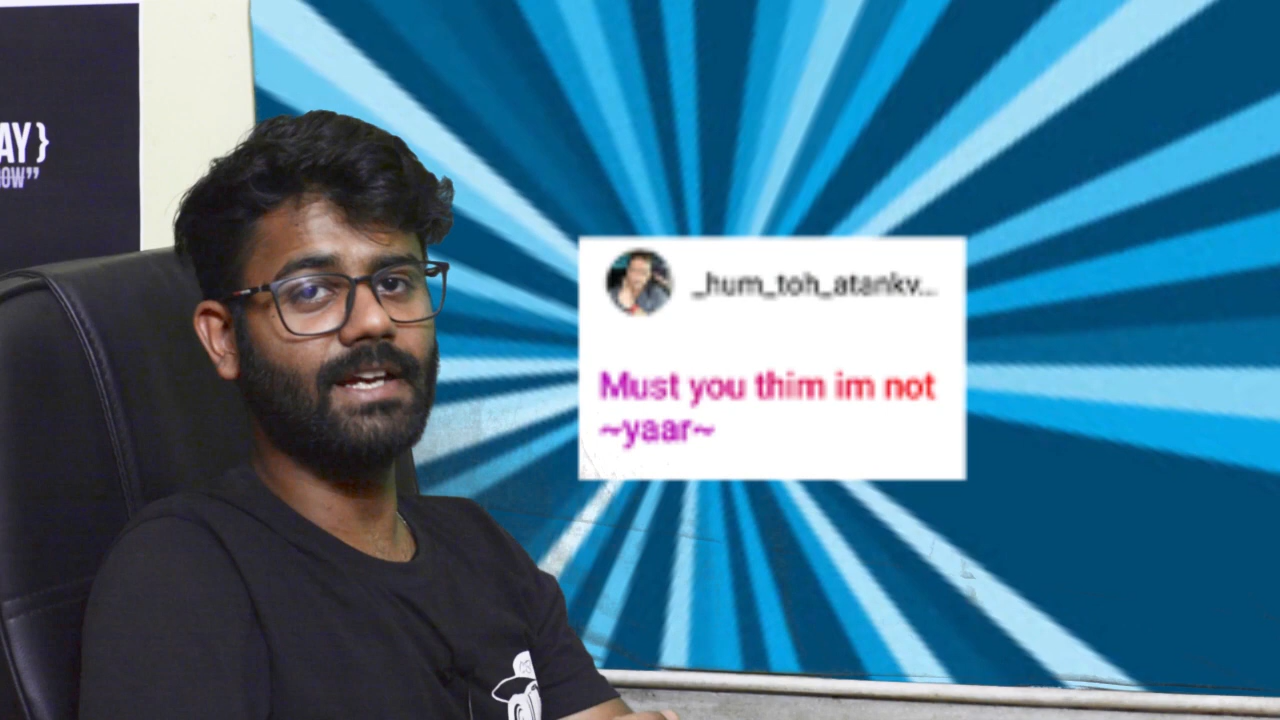 AY}
OW”
_hum_toh_atankv...
Must you thim im not
~yaar~